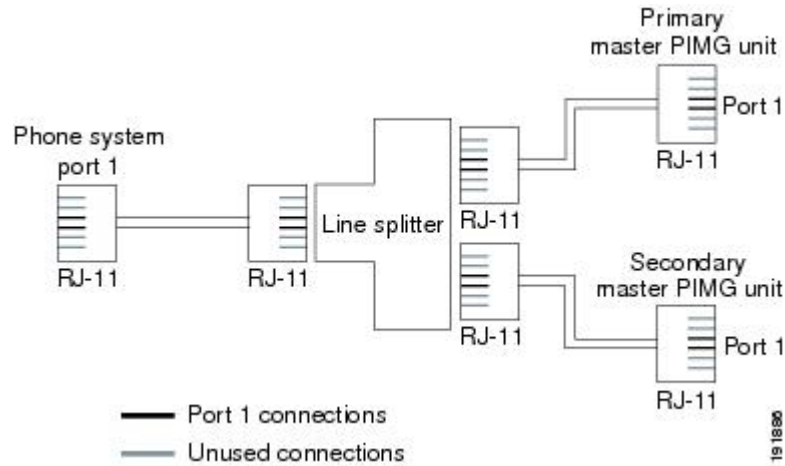 Primary
master PIMG unit
Port 1
RJ-11
Phone system
port 1
RJ-11
RJ-11
Line splitter
RJ-11
RJ-11
Secondary
master PIMG unit
Port 1
RJ-11
Port 1 connections
Unused connections
191886